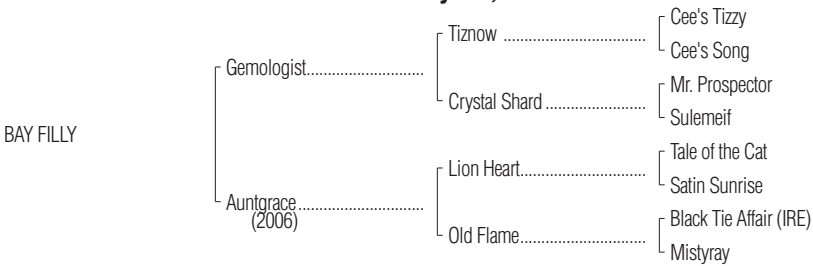 Cee's Tizzy
Tiznow ..................................
Cee's Song
Gemologist............................
Mr. Prospector
Crystal Shard ........................
Sulemeif
BAY FILLY
Tale of the Cat
Lion Heart..............................
Satin Sunrise
Auntgrace..............................
(2006)
Black Tie Affair (IRE)
Old Flame..............................
Mistyray